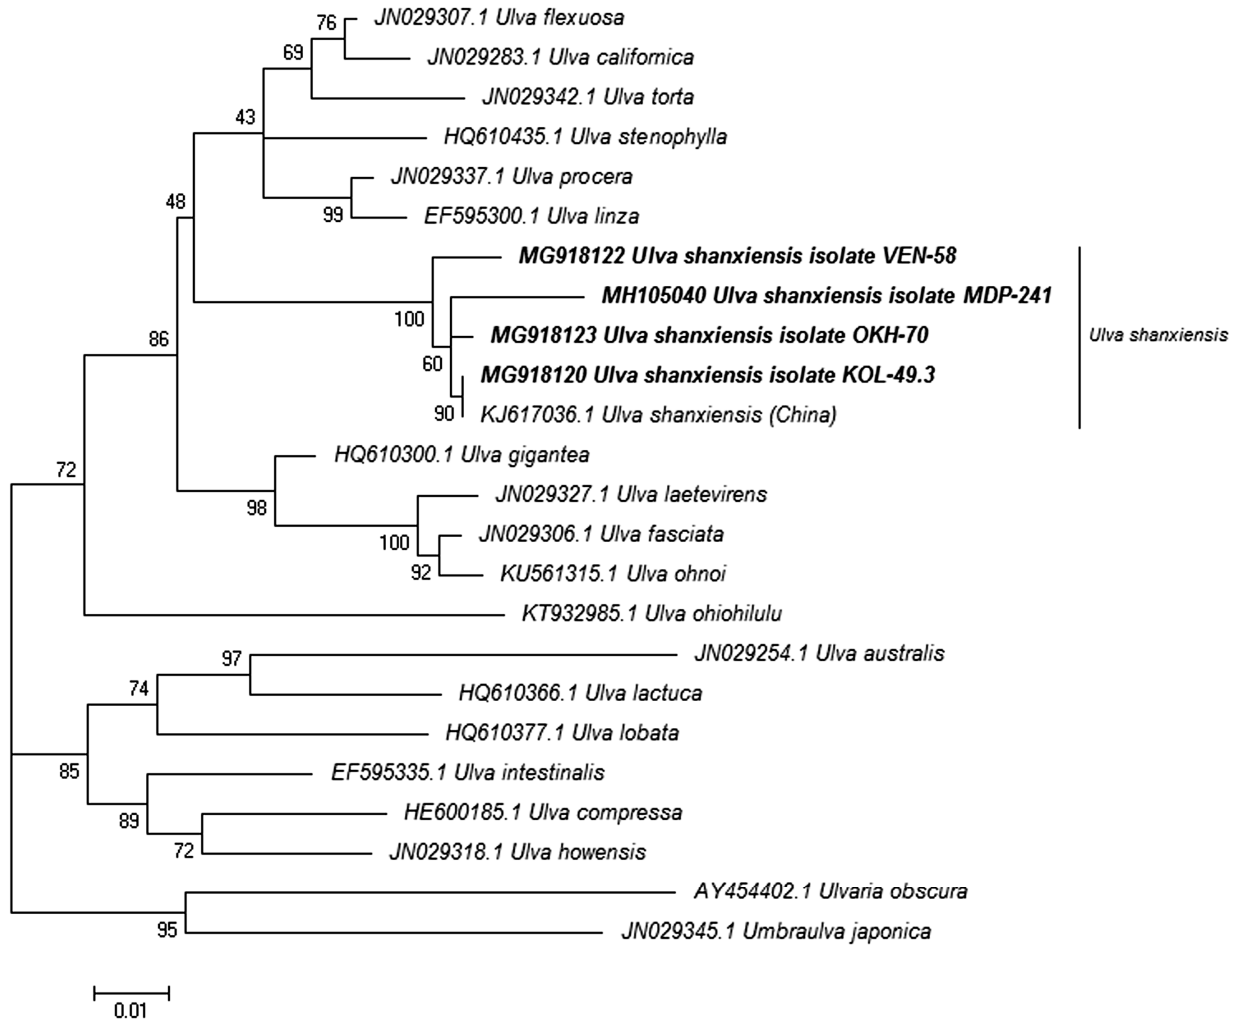 76 JN029307.1 Ulva flexuosa
69 JN029283.1 Ulva californica
JN029342.1 Ulva torta
43 HQ610435.1 Ulva stenophylla
JN029337.1 Ulva procera
48 99 EF595300.1 Ulva linza
MG918122 Ulva shanxiensis isolate VEN-58
MH105040 Ulva shanxiensis isolate MDP-241
100
86 MG918123 Ulva shanxiensis isolate OKH-70 Ulva shanxiensis
60 MG918120 Ulva shanxiensis isolate KOL-49.3
90 KJ617036.1 Ulva shanxiensis (China)
HQ610300.1 Ulva gigantea
72
98 JN029327.1 Ulva laetevirens
100 JN029306.1 Ulva fasciata
92 KU561315.1 Ulva ohnoi
KT932985.1 Ulva ohiohilulu
97 JN029254.1 Ulva australis
74 HQ610366.1 Ulva lactuca
HQ610377.1 Ulva lobata
85 EF595335.1 Ulva intestinalis
89 HE600185.1 Ulva compressa
72 JN029318.1 Ulva howensis
AY454402.1 Ulvaria obscura
95 JN029345.1 Umbraulva japonica
0.01